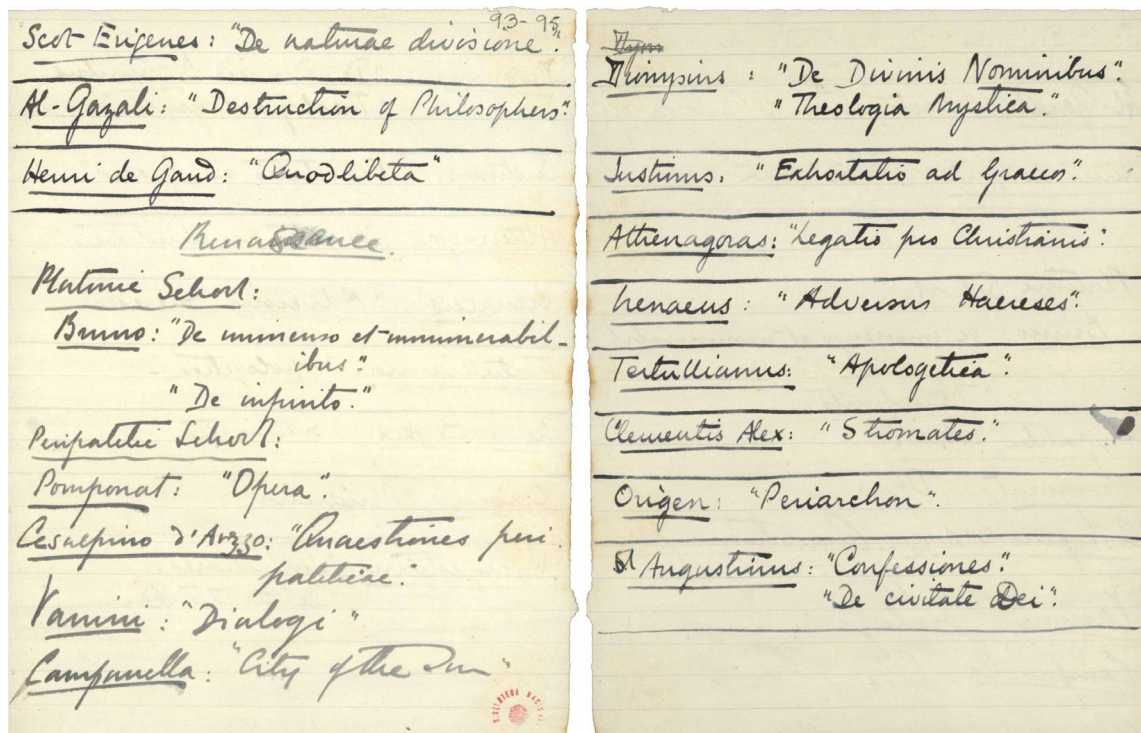 93-95
Scot Erigenes: "De naturae divisione".
Al-Gazali: "Destruction of Philosophers".
Henri de Gand: "Quodlibeta"
Renaissance.
Platonic School:
Bruno: "De immenso et innumerabil-
ibus".
"De infinito."
Peripatetic School:
Pomponat: "Opera".
Cesalpino d'Arezzo: "Quaestiones peri
pateticae".
Vanini: "Dialogi"
Campanella: "City of the Sun"
BIBLIOTECA NACIONAL
Dionysius: "De Divinis Nominibus".
"Theologia Mystica".
Justinus. "Exhortatio ad Graecos".
Athenagoras: "Legatio pro Christianis".
Irenaeus: "Adversus Haereses".
Tertullianus: "Apologetica".
Clementis Alex: "Stromates."
Origen: "Periarchon".
St Augustinus: "Confessiones".
"De civitate Dei".